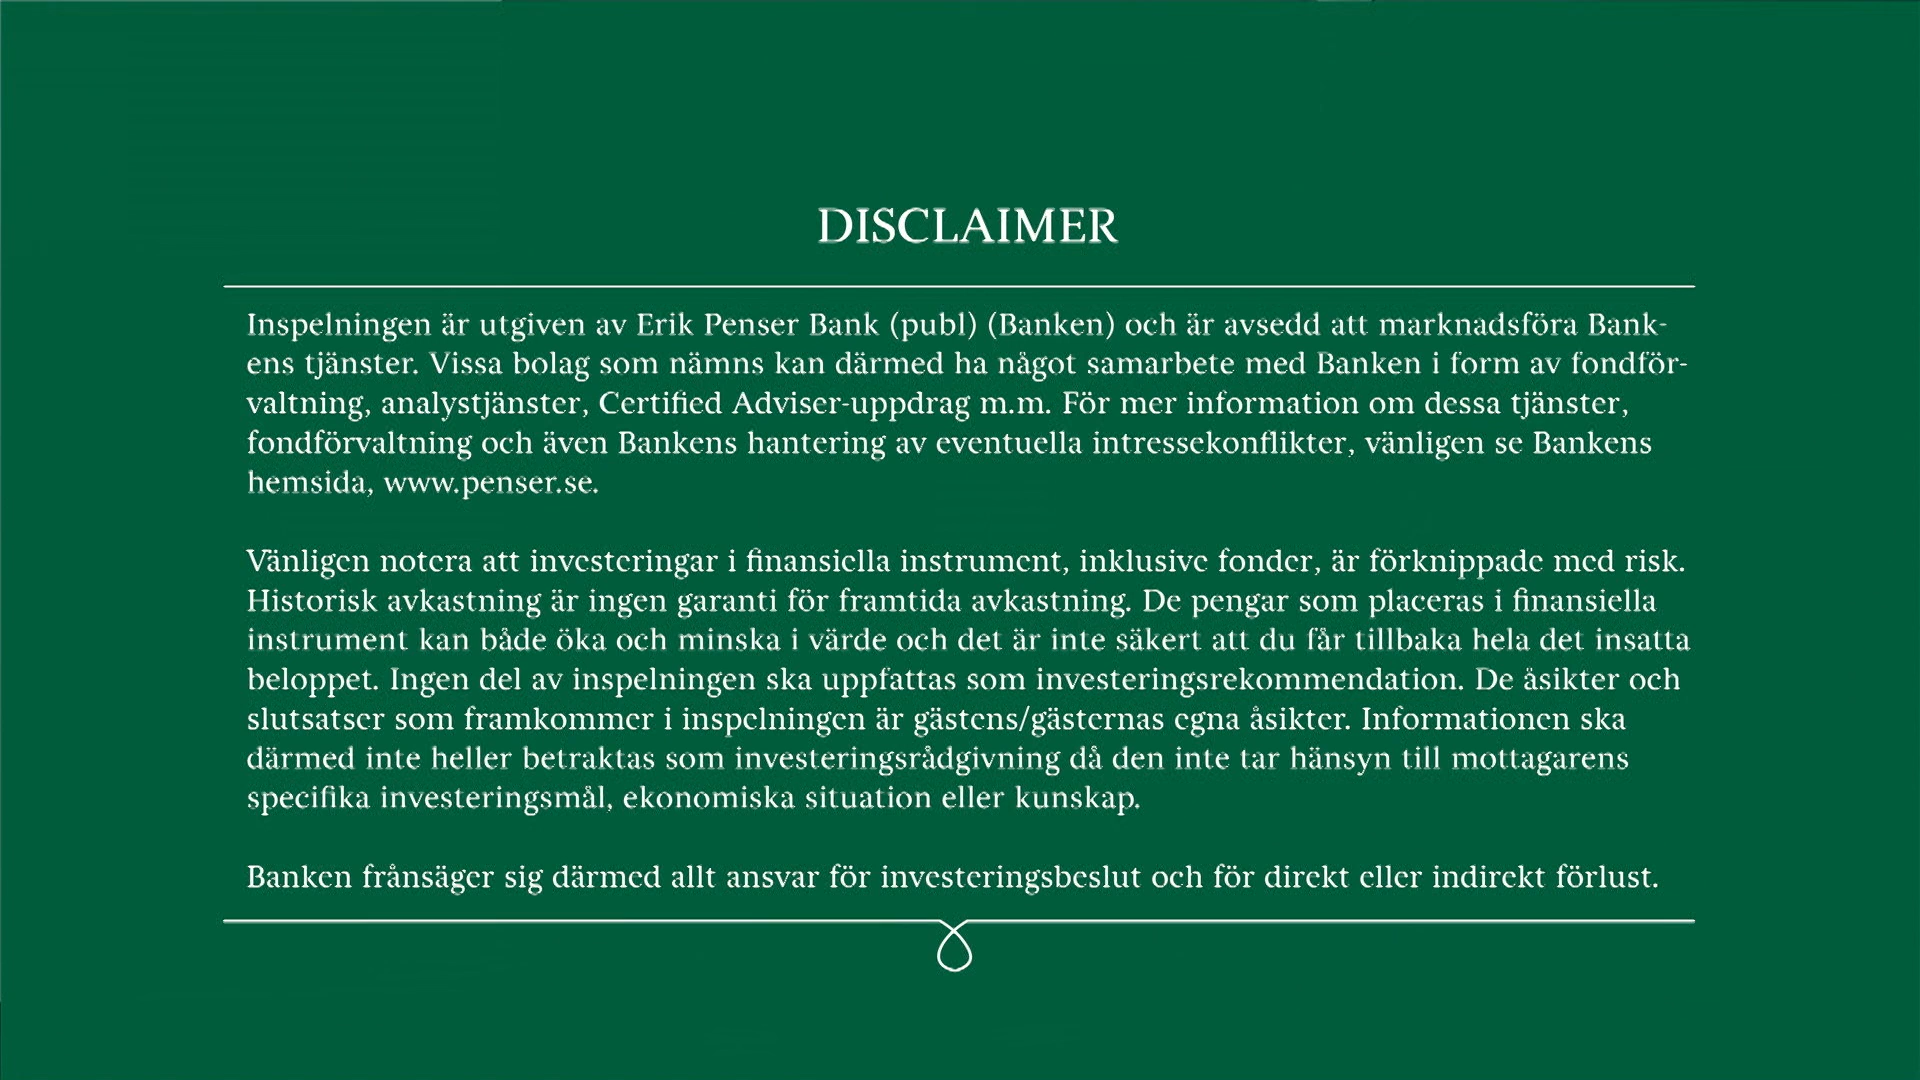 DISCLAIMER
Inspelningen är utgiven av Erik Penser Bank (publ) (Banken) och är avsedd att marknadsföra Bank-
ens tjänster. Vissa bolag som nämns kan därmed ha något samarbete med Banken i form av fondför-
valtning, analystjänster, Certified Adviser-uppdrag m.m. För mer information om dessa tjänster,
fondförvaltning och även Bankens hantering av eventuella intressekonflikter, vänligen se Bankens
hemsida, www.penser.se.
Vänligen notera att investeringar i finansiella instrument, inklusive fonder, är förknippade med risk.
Historisk avkastning är ingen garanti för framtida avkastning. De pengar som placeras i finansiella
instrument kan både öka och minska i värde och det är inte säkert att du får tillbaka hela det insatta
beloppet. Ingen del av inspelningen ska uppfattas som investeringsrekommendation. De åsikter och
slutsatser som framkommer i inspelningen är gästens/gästernas egna åsikter. Informationen ska
därmed inte heller betraktas som investeringsrådgivning då den inte tar hänsyn till mottagarens
specifika investeringsmål, ekonomiska situation eller kunskap.
Banken frånsäger sig därmed allt ansvar för investeringsbeslut och för direkt eller indirekt förlust.